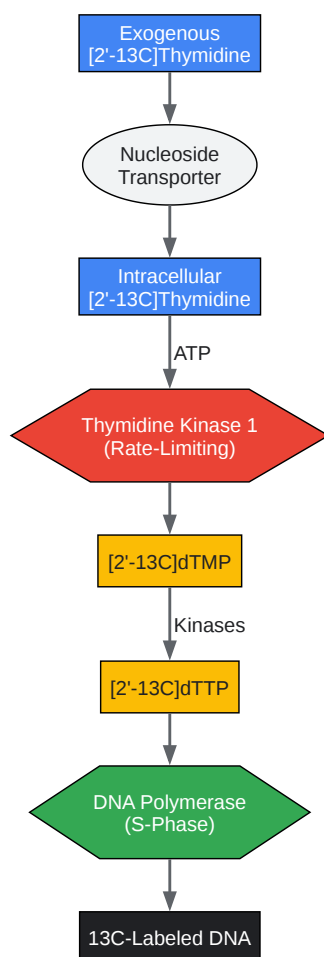 Exogenous
[2'-13C]Thymidine
Nucleoside
Transporter
Intracellular
[2'-13C]Thymidine
ATP
Thymidine Kinase 1
(Rate-Limiting)
[2'-13C]dTMP
Kinases
[2'-13C]dTTP
DNA Polymerase
(S-Phase)
13C-Labeled DNA